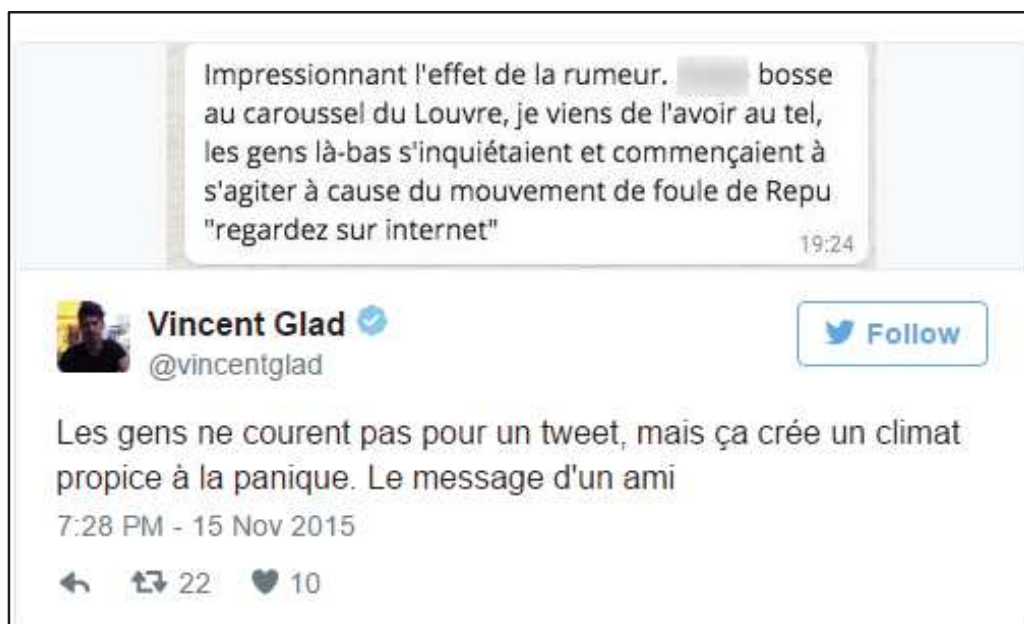 Impressionnant l'effet de la rumeur. bosse
au caroussel du Louvre, je viens de l'avoir au tel,
les gens là-bas s'inquiétaient et commençaient à
s'agiter à cause du mouvement de foule de Repu
"regardez sur internet"
19:24
Vincent Glad
@vincentglad
Follow
Les gens ne courent pas pour un tweet, mais ça crée un climat
propice à la panique. Le message d'un ami
7:28 PM - 15 Nov 2015
22 10